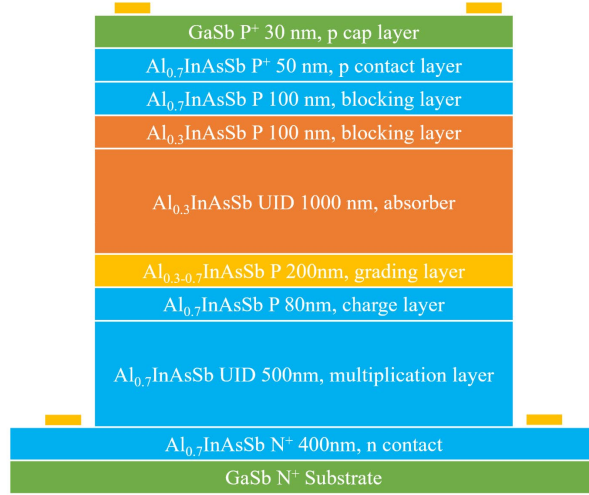 GaSb P⁺ 30 nm, p cap layer
Al₀.₇InAsSb P⁺ 50 nm, p contact layer
Al₀.₇InAsSb P 100 nm, blocking layer
Al₀.₃InAsSb P 100 nm, blocking layer
Al₀.₃InAsSb UID 1000 nm, absorber
Al₀.₃₋₀.₇InAsSb P 200nm, grading layer
Al₀.₇InAsSb P 80nm, charge layer
Al₀.₇InAsSb UID 500nm, multiplication layer
Al₀.₇InAsSb N⁺ 400nm, n contact
GaSb N⁺ Substrate